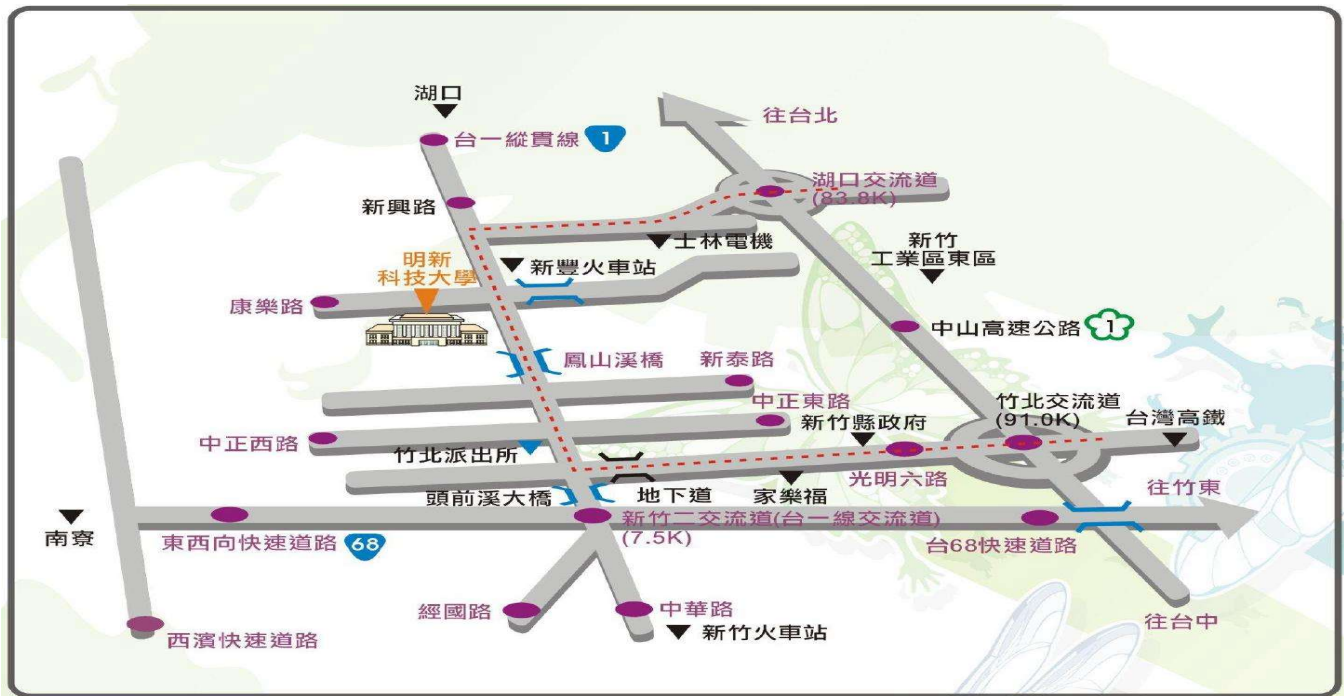 湖口
往台北
台一縱貫線 1
湖口交流道
(83.8K)
新興路
士林電機
新竹
工業區東區
明新
科技大學
新豐火車站
康樂路
中山高速公路 1
鳳山溪橋
新泰路
中正東路
竹北交流道
(91.0K)
新竹縣政府
台灣高鐵
中正西路
竹北派出所
光明六路
頭前溪大橋
地下道
家樂福
往竹東
南寮
東西向快速道路 68
新竹二交流道(台一線交流道)
(7.5K)
台68快速道路
經國路
中華路
新竹火車站
往台中
西濱快速道路